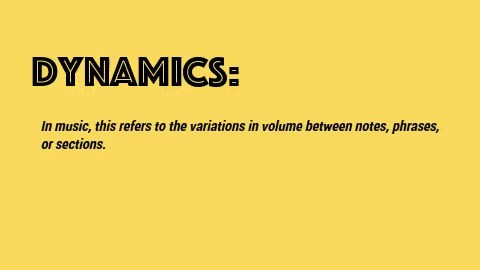 DYNAMICS:
In music, this refers to the variations in volume between notes, phrases,
or sections.